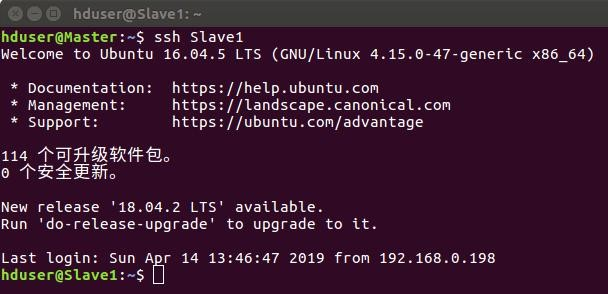 hduser@Slave1: ~
hduser@Master:~$ ssh Slave1
Welcome to Ubuntu 16.04.5 LTS (GNU/Linux 4.15.0-47-generic x86_64)
* Documentation:  https://help.ubuntu.com
* Management:     https://landscape.canonical.com
* Support:        https://ubuntu.com/advantage
114 个可升级软件包。
0 个安全更新。
New release '18.04.2 LTS' available.
Run 'do-release-upgrade' to upgrade to it.
Last login: Sun Apr 14 13:46:47 2019 from 192.168.0.198
hduser@Slave1:~$